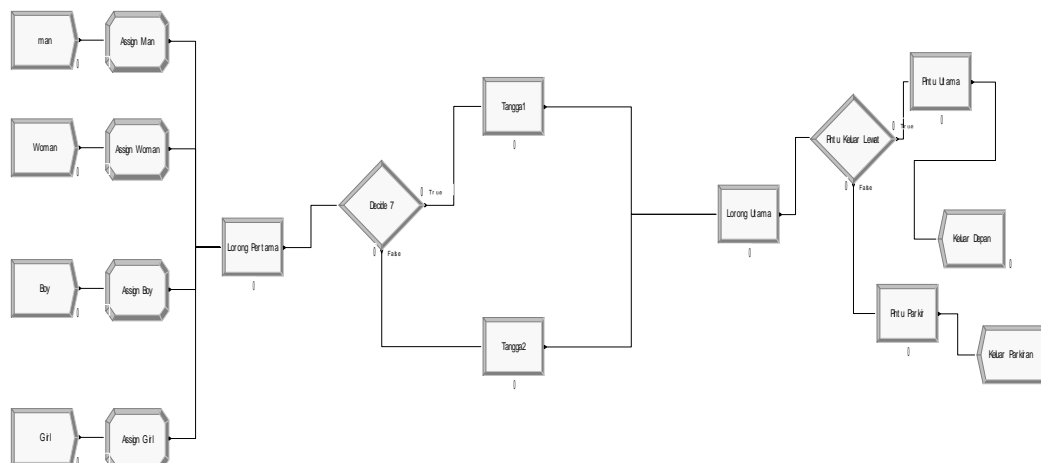 man
Assign Man
Woman
Assign Woman
Boy
Assign Boy
Girl
Assign Girl
Lorong Pertama
Decide 7
True
False
Tangga1
Tangga2
Lorong Utama
Pintu Keluar Lewat
True
False
Pintu Utama
Keluar Depan
Pintu Parkir
Keluar Parkiran